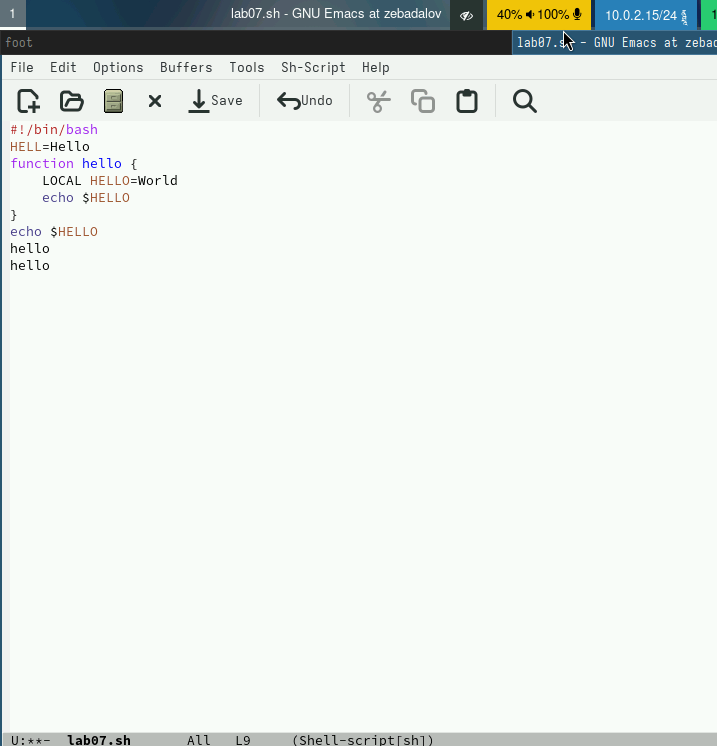 1
lab07.sh - GNU Emacs at zebadalov
40% 100%
10.0.2.15/24
1
foot
lab07.s - GNU Emacs at zebad
File Edit Options Buffers Tools Sh-Script Help
Save Undo
#!/bin/bash
HELL=Hello
function hello {
    LOCAL HELLO=World
    echo $HELLO
}
echo $HELLO
hello
hello
U:**- lab07.sh All L9 (Shell-script[sh])